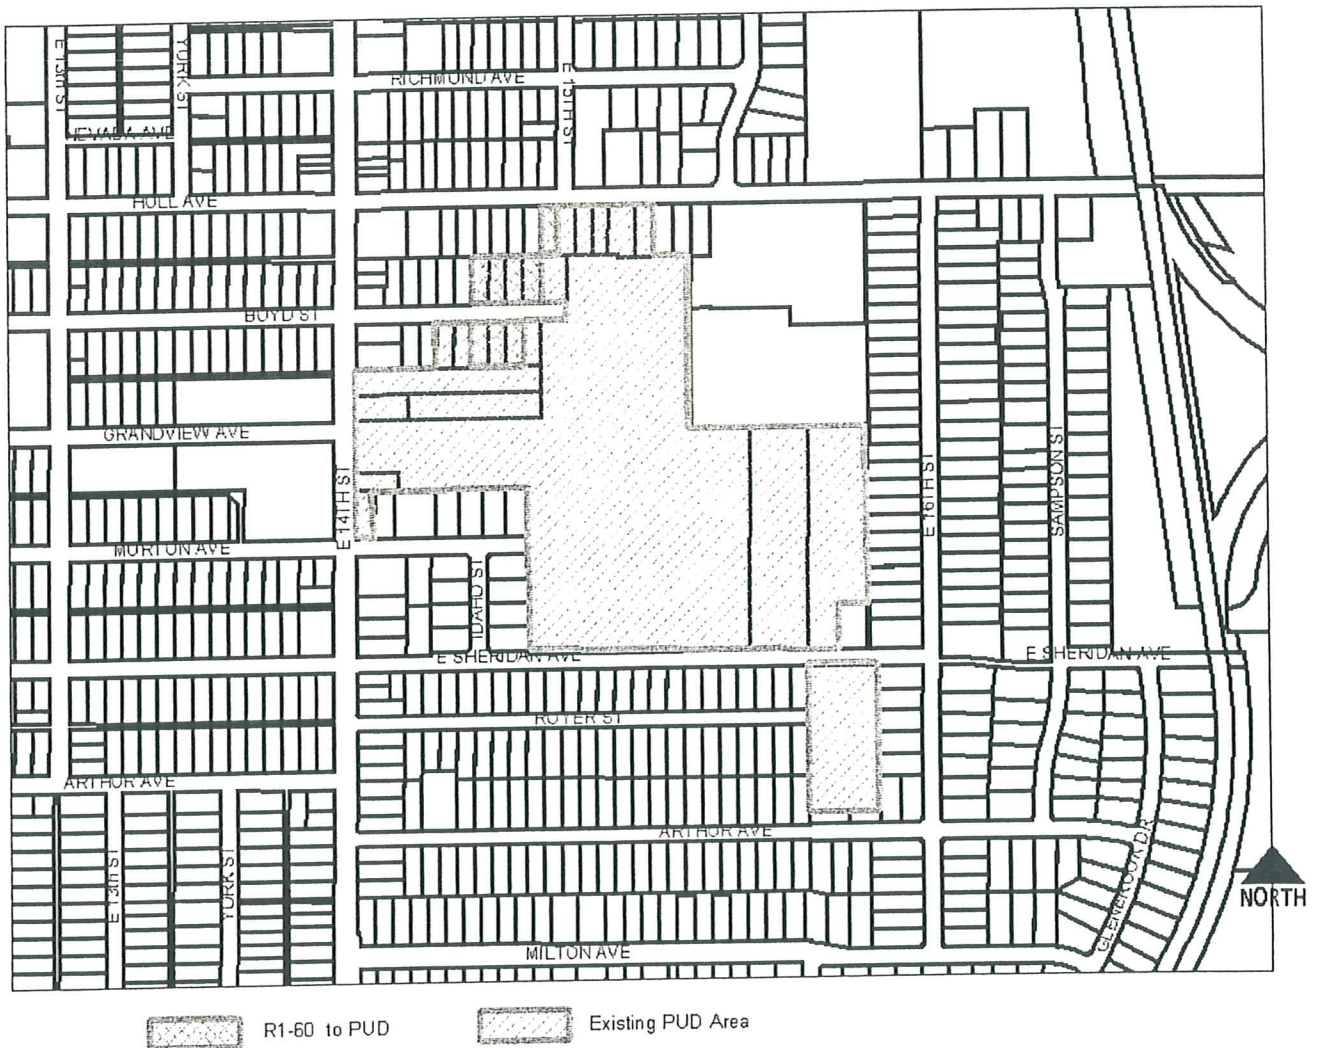 E 13th ST
YORK ST
RICHMOND AVE
E 15TH ST
NEVADA AVE
HULL AVE
BOYD ST
GRANDVIEW AVE
E 14TH ST
E 16TH ST
SAMPSON ST
MORTON AVE
IDAHO ST
E SHERIDAN AVE
E SHERIDAN AVE
ROYER ST
ARTHUR AVE
ARTHUR AVE
E 13th ST
YORK ST
GLENBROOK DR
NORTH
MILTON AVE
R1-60 to PUD
Existing PUD Area